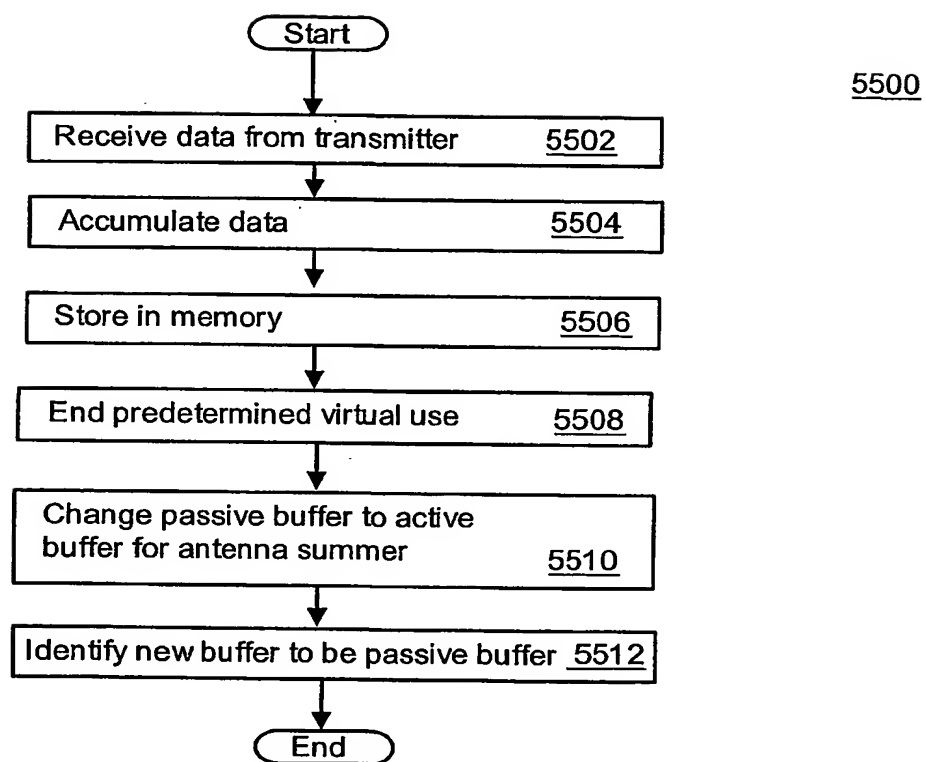 Start
5500
Receive data from transmitter 5502
Accumulate data 5504
Store in memory 5506
End predetermined virtual use 5508
Change passive buffer to active
buffer for antenna summer 5510
Identify new buffer to be passive buffer 5512
End